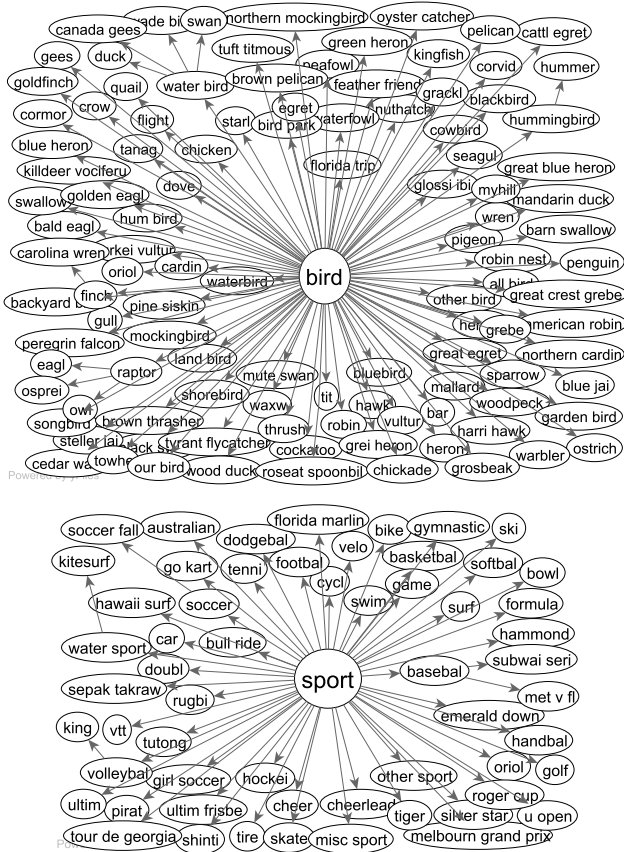 canada gees
swan
northern mockingbird
oyster catcher
pelican
cattl egret
gees
duck
tuft titmous
green heron
kingfish
corvid
hummer
goldfinch
quail
water bird
brown pelican
feather friend
grackl
blackbird
cormor
crow
flight
starl
egret
bird park
nuthatch
cowbird
hummingbird
blue heron
tanag
chicken
florida trip
seagul
great blue heron
killdeer vociferu
dove
glossi ibi
myhill
mandarin duck
swallow
golden eagl
hum bird
wren
barn swallow
bald eagl
pigeon
carolina wren
cardin
robin nest
penguin
oriol
waterbird
bird
all bird
finch
pine siskin
other bird
great crest grebe
gull
grebe
american robin
peregrin falcon
mockingbird
land bird
great egret
northern cardin
eagl
raptor
mute swan
bluebird
sparrow
blue jai
osprei
shorebird
tit
mallard
owl
waxw
hawk
bar
woodpeck
garden bird
songbird
brown thrasher
thrush
robin
vultur
harri hawk
steller jai
tyrant flycatcher
cockatoo
grei heron
heron
warbler
ostrich
towhe
our bird
wood duck
roseat spoonbil
chickade
grosbeak
soccer fall
australian
dodgebal
florida marlin
bike
gymnastic
ski
kitesurf
go kart
tenni
footbal
velo
basketbal
softbal
bowl
cycl
game
hawaii surf
soccer
swim
surf
formula
water sport
car
bull ride
hammond
doubl
sport
basebal
subwai seri
sepak takraw
rugbi
met v fl
king
vtt
tutong
emerald down
handbal
volleybal
girl soccer
hockei
other sport
oriol
golf
ultim
pirat
ultim frisbe
cheer
cheerlead
tiger
roger cup
silver star
u open
tour de georgia
shinti
tire
skate
misc sport
melbourn grand prix